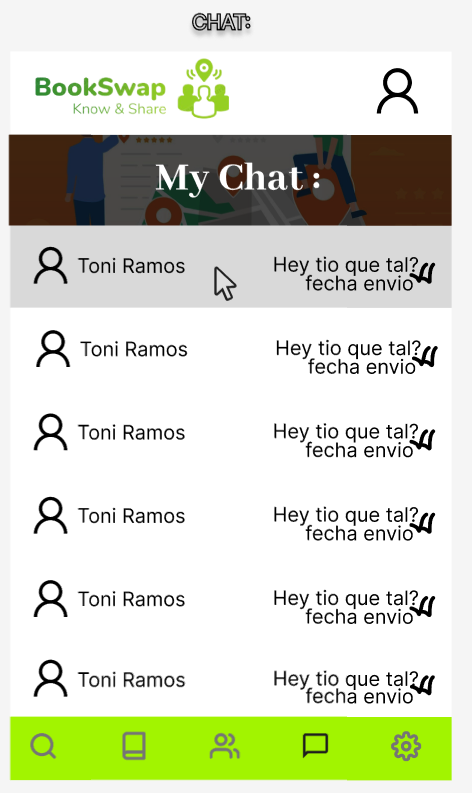 CHAT:
BookSwap
Know & Share
My Chat :
Toni Ramos
Hey tio que tal?
fecha envio
Toni Ramos
Hey tio que tal?
fecha envio
Toni Ramos
Hey tio que tal?
fecha envio
Toni Ramos
Hey tio que tal?
fecha envio
Toni Ramos
Hey tio que tal?
fecha envio
Toni Ramos
Hey tio que tal?
fecha envio